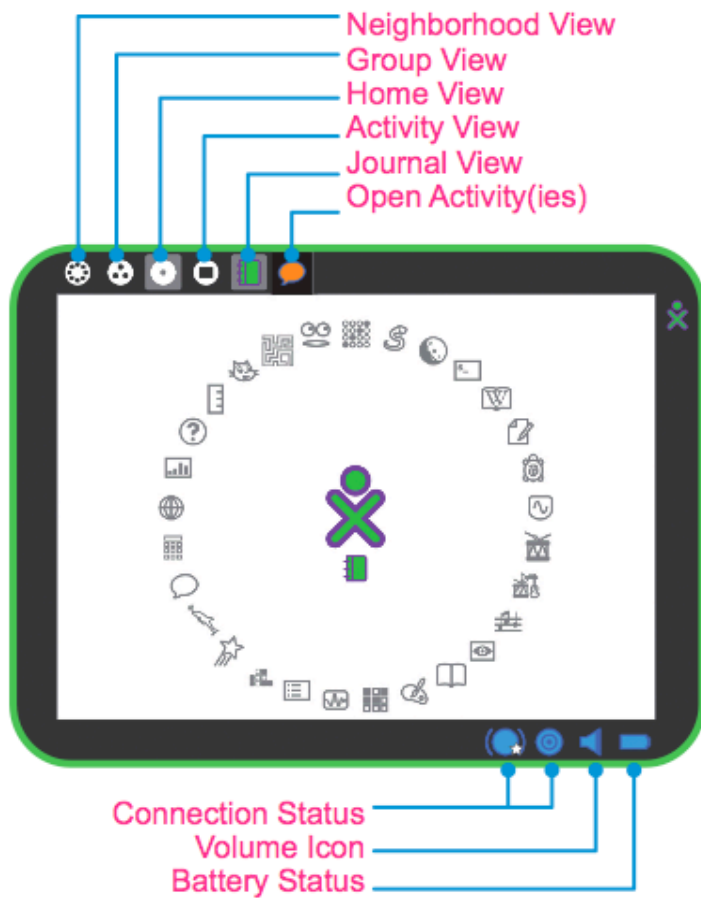 Neighborhood View
Group View
Home View
Activity View
Journal View
Open Activity(ies)
Connection Status
Volume Icon
Battery Status